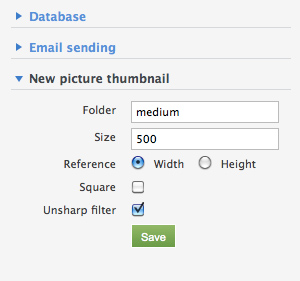 Database
Email sending
New picture thumbnail
Folder medium
Size 500
Reference Width Height
Square
Unsharp filter
Save